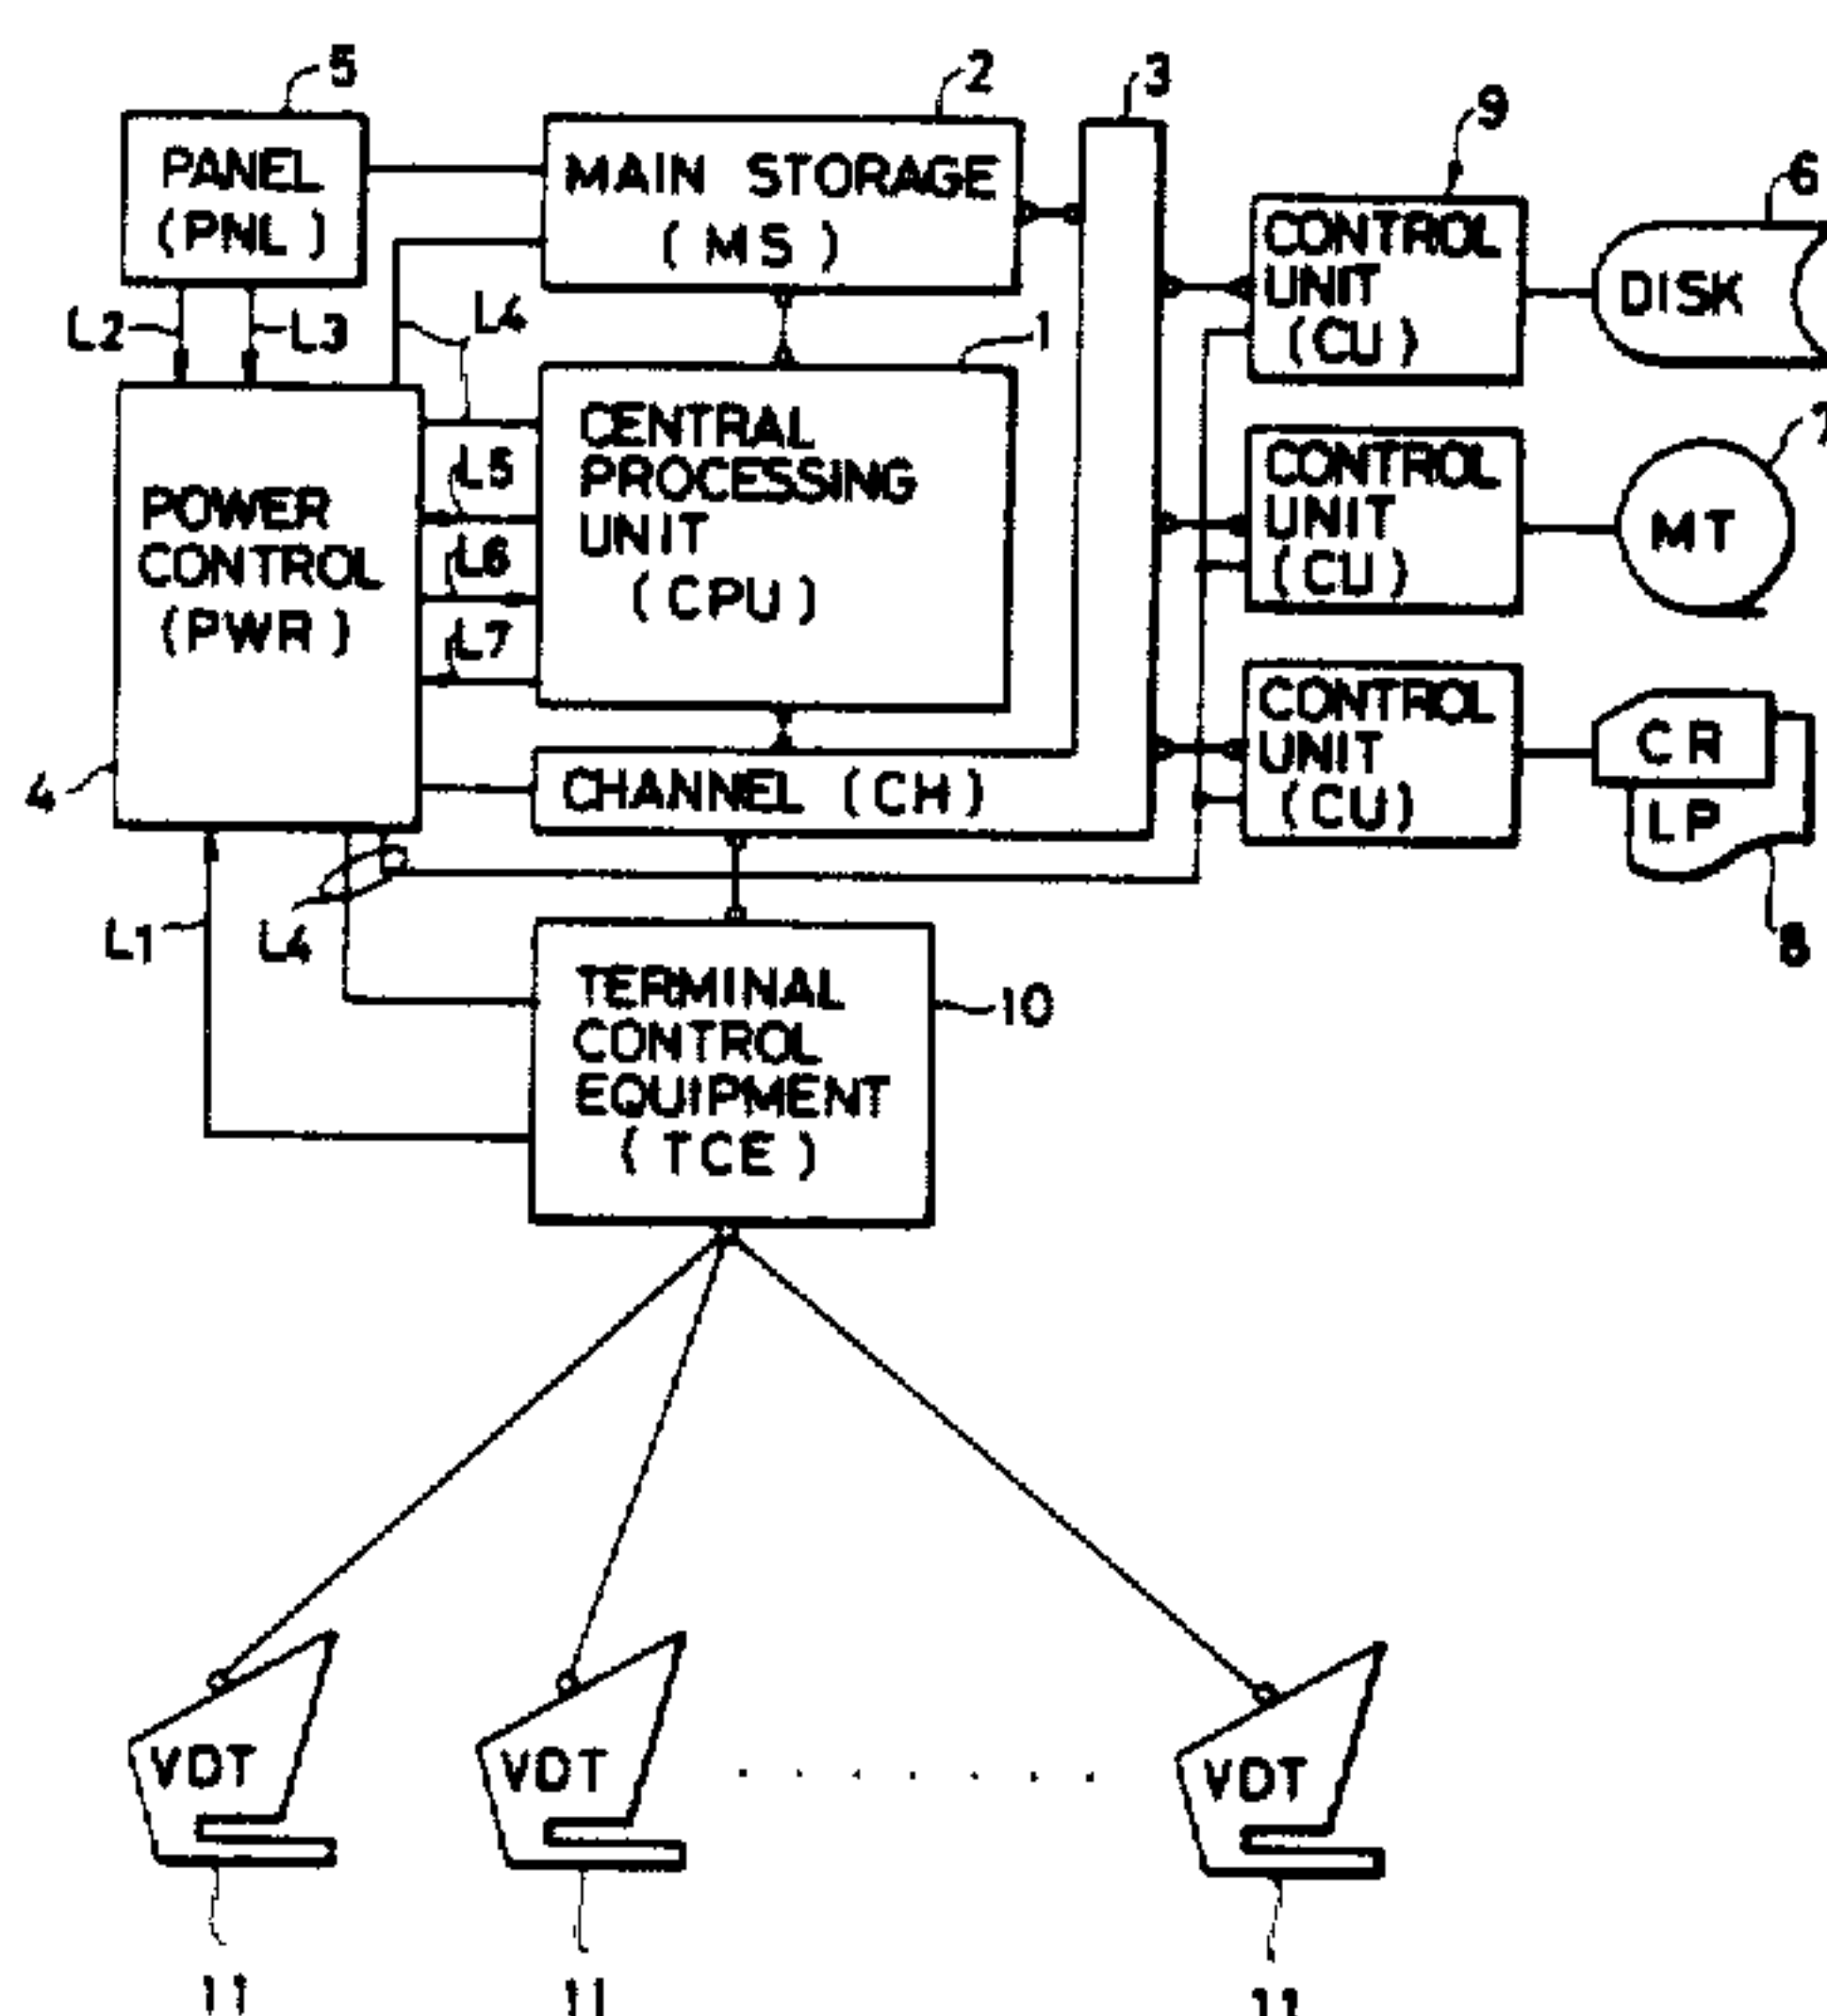 5
2
3
9
6
PANEL
(PNL)
MAIN STORAGE
(MS)
CONTROL
UNIT
(CU)
DISK
L2
L3
L4
1
CENTRAL
PROCESSING
UNIT
(CPU)
L5
L6
L7
POWER
CONTROL
(PWR)
CONTROL
UNIT
(CU)
MT
7
CONTROL
UNIT
(CU)
CR
LP
8
4
CHANNEL (CH)
L1
L4
TERMINAL
CONTROL
EQUIPMENT
(TCE)
10
VDT
VDT
VDT
11
11
11